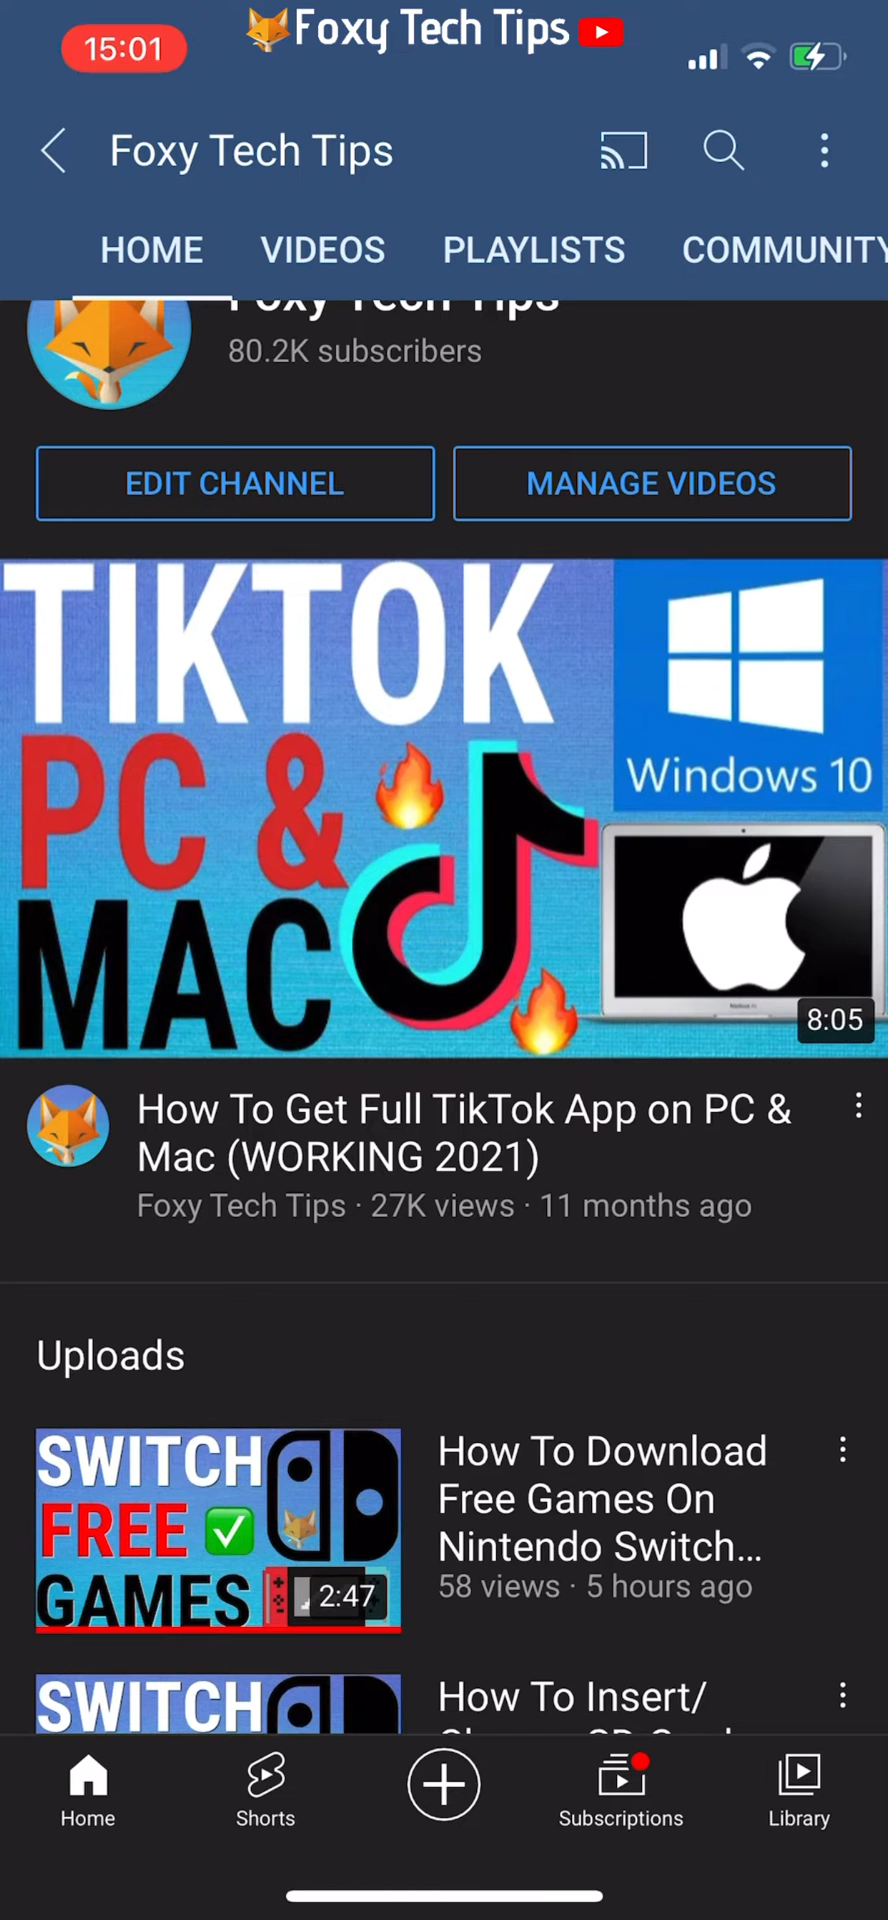 15:01
Foxy Tech Tips
Foxy Tech Tips
HOME VIDEOS PLAYLISTS COMMUNITY
Foxy Tech Tips
80.2K subscribers
EDIT CHANNEL MANAGE VIDEOS
TIKTOK
PC &
MAC
Windows 10
8:05
How To Get Full TikTok App on PC &
Mac (WORKING 2021)
Foxy Tech Tips · 27K views · 11 months ago
Uploads
SWITCH
FREE
GAMES
2:47
How To Download
Free Games On
Nintendo Switch...
58 views · 5 hours ago
SWITCH
How To Insert/
Home Shorts Subscriptions Library